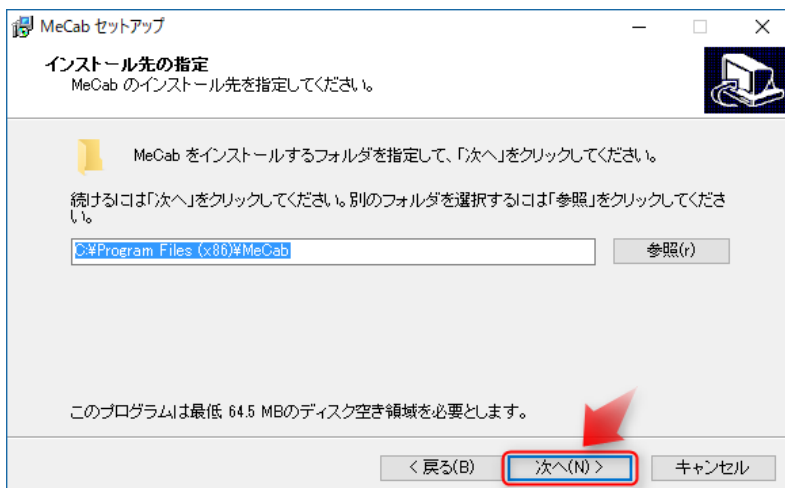 MeCab セットアップ
インストール先の指定
MeCab のインストール先を指定してください。
MeCab をインストールするフォルダを指定して、「次へ」をクリックしてください。
続けるには「次へ」をクリックしてください。別のフォルダを選択するには「参照」をクリックしてくださ
い。
C:¥Program Files (x86)¥MeCab
参照(r)
このプログラムは最低 64.5 MBのディスク空き領域を必要とします。
< 戻る(B)
次へ(N) >
キャンセル